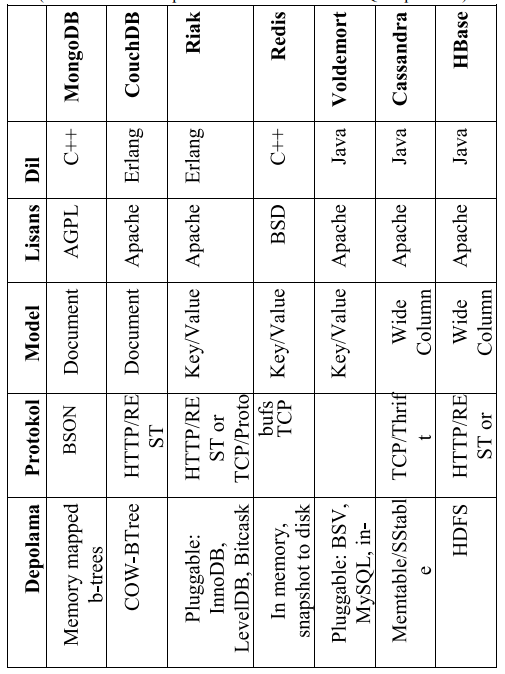 MongoDB
CouchDB
Riak
Redis
Voldemort
Cassandra
HBase
Dil
C++
Erlang
Erlang
C++
Java
Java
Java
Lisans
AGPL
Apache
Apache
BSD
Apache
Apache
Apache
Model
Document
Document
Key/Value
Key/Value
Key/Value
Wide
Column
Wide
Column
Protokol
BSON
HTTP/RE
ST
HTTP/RE
ST or
TCP/Proto
bufs
TCP
TCP/Thrif
t
HTTP/RE
ST or
Depolama
Memory mapped
b-trees
COW-BTree
Pluggable:
InnoDB,
LevelDB, Bitcask
In memory,
snapshot to disk
Pluggable: BSV,
MySQL, in-
Memtable/SStabl
e
HDFS